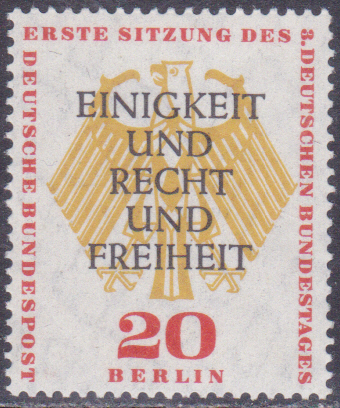 ERSTE SITZUNG DES
3. DEUTSCHEN BUNDESTAGES
DEUTSCHE BUNDESPOST
EINIGKEIT
UND
RECHT
UND
FREIHEIT
20
BERLIN